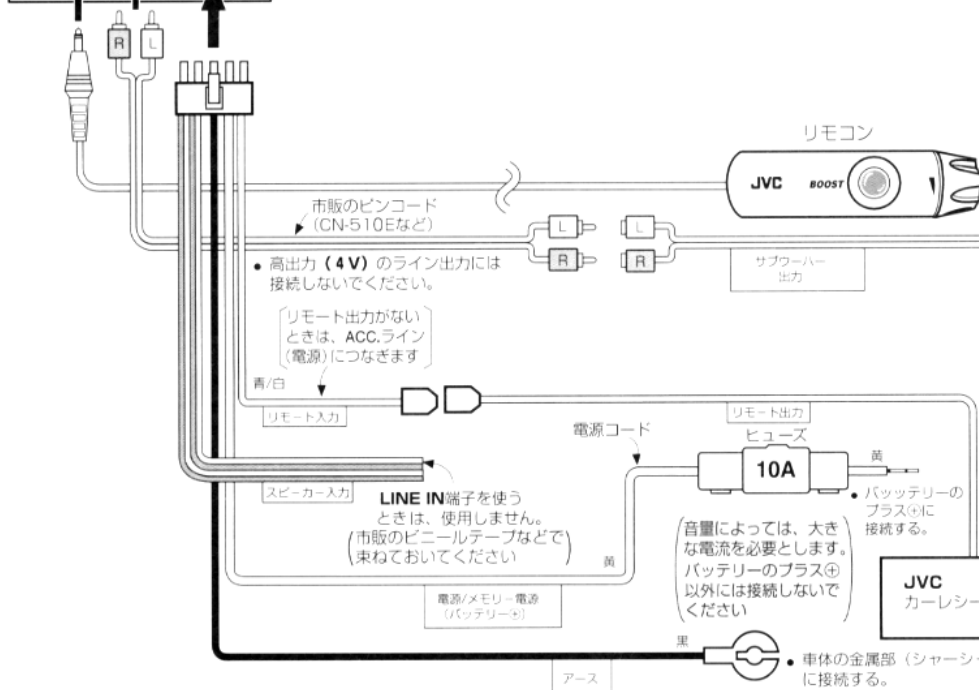 R
L
リモコン
JVC
BOOST
市販のピンコード
(CN-510Eなど)
L
R
L
R
サブウーハー
出力
• 高出力（4 V）のライン出力には
接続しないでください。
リモート出力がない
ときは、ACC.ライン
(電源)につなぎます
青/白
リモート入力
リモート出力
電源コード
ヒューズ
10A
黄
• バッッテリーの
プラス⊕に
接続する。
スピーカー入力
LINE IN端子を使う
ときは、使用しません。
(市販のビニールテープなどで
束ねておいてください)
(音量によっては、大き
な電流を必要とします。
バッテリーのプラス⊕
以外には接続しないで
ください)
黄
電源/メモリー電源
(バッテリー⊕)
JVC
カーレシー
黒
アース
• 車体の金属部（シャーシ
に接続する。